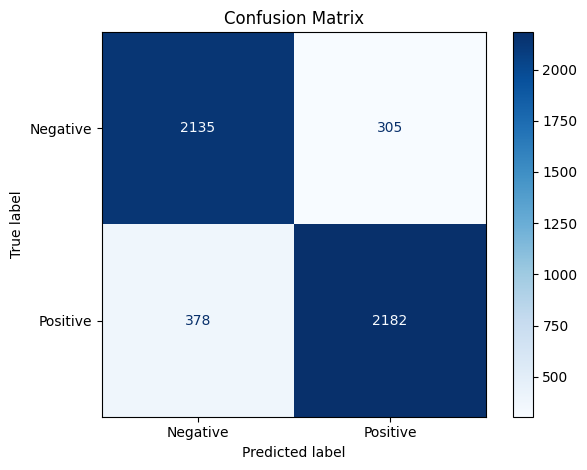 Confusion Matrix
True label
Negative
2135
305
Positive
378
2182
Negative
Positive
Predicted label
2000
1750
1500
1250
1000
750
500